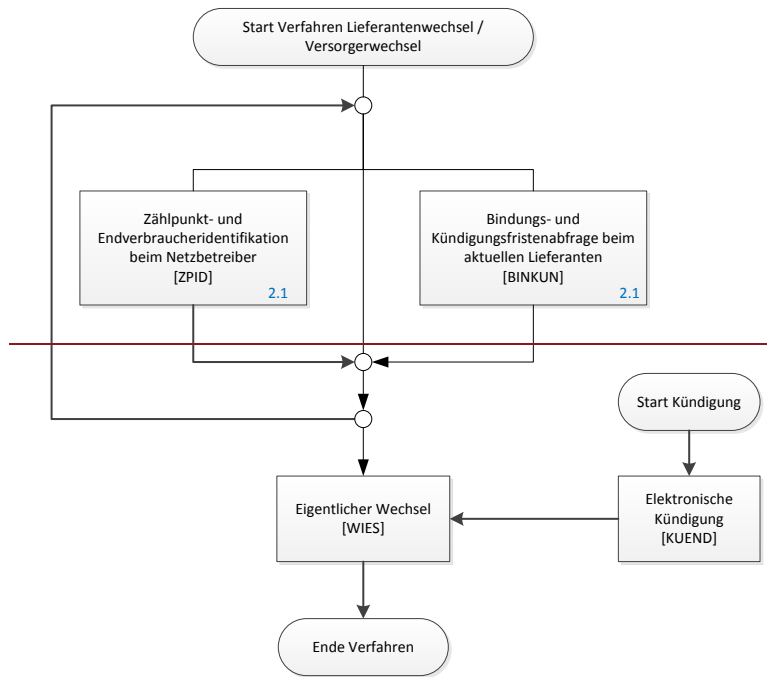 Start Verfahren Lieferantenwechsel /
Versorgerwechsel
Zählpunkt- und
Endverbraucheridentifikation
beim Netzbetreiber
[ZPID]
2.1
Bindungs- und
Kündigungsfristenabfrage beim
aktuellen Lieferanten
[BINKUN]
2.1
Start Kündigung
Eigentlicher Wechsel
[WIES]
Elektronische
Kündigung
[KUEND]
Ende Verfahren